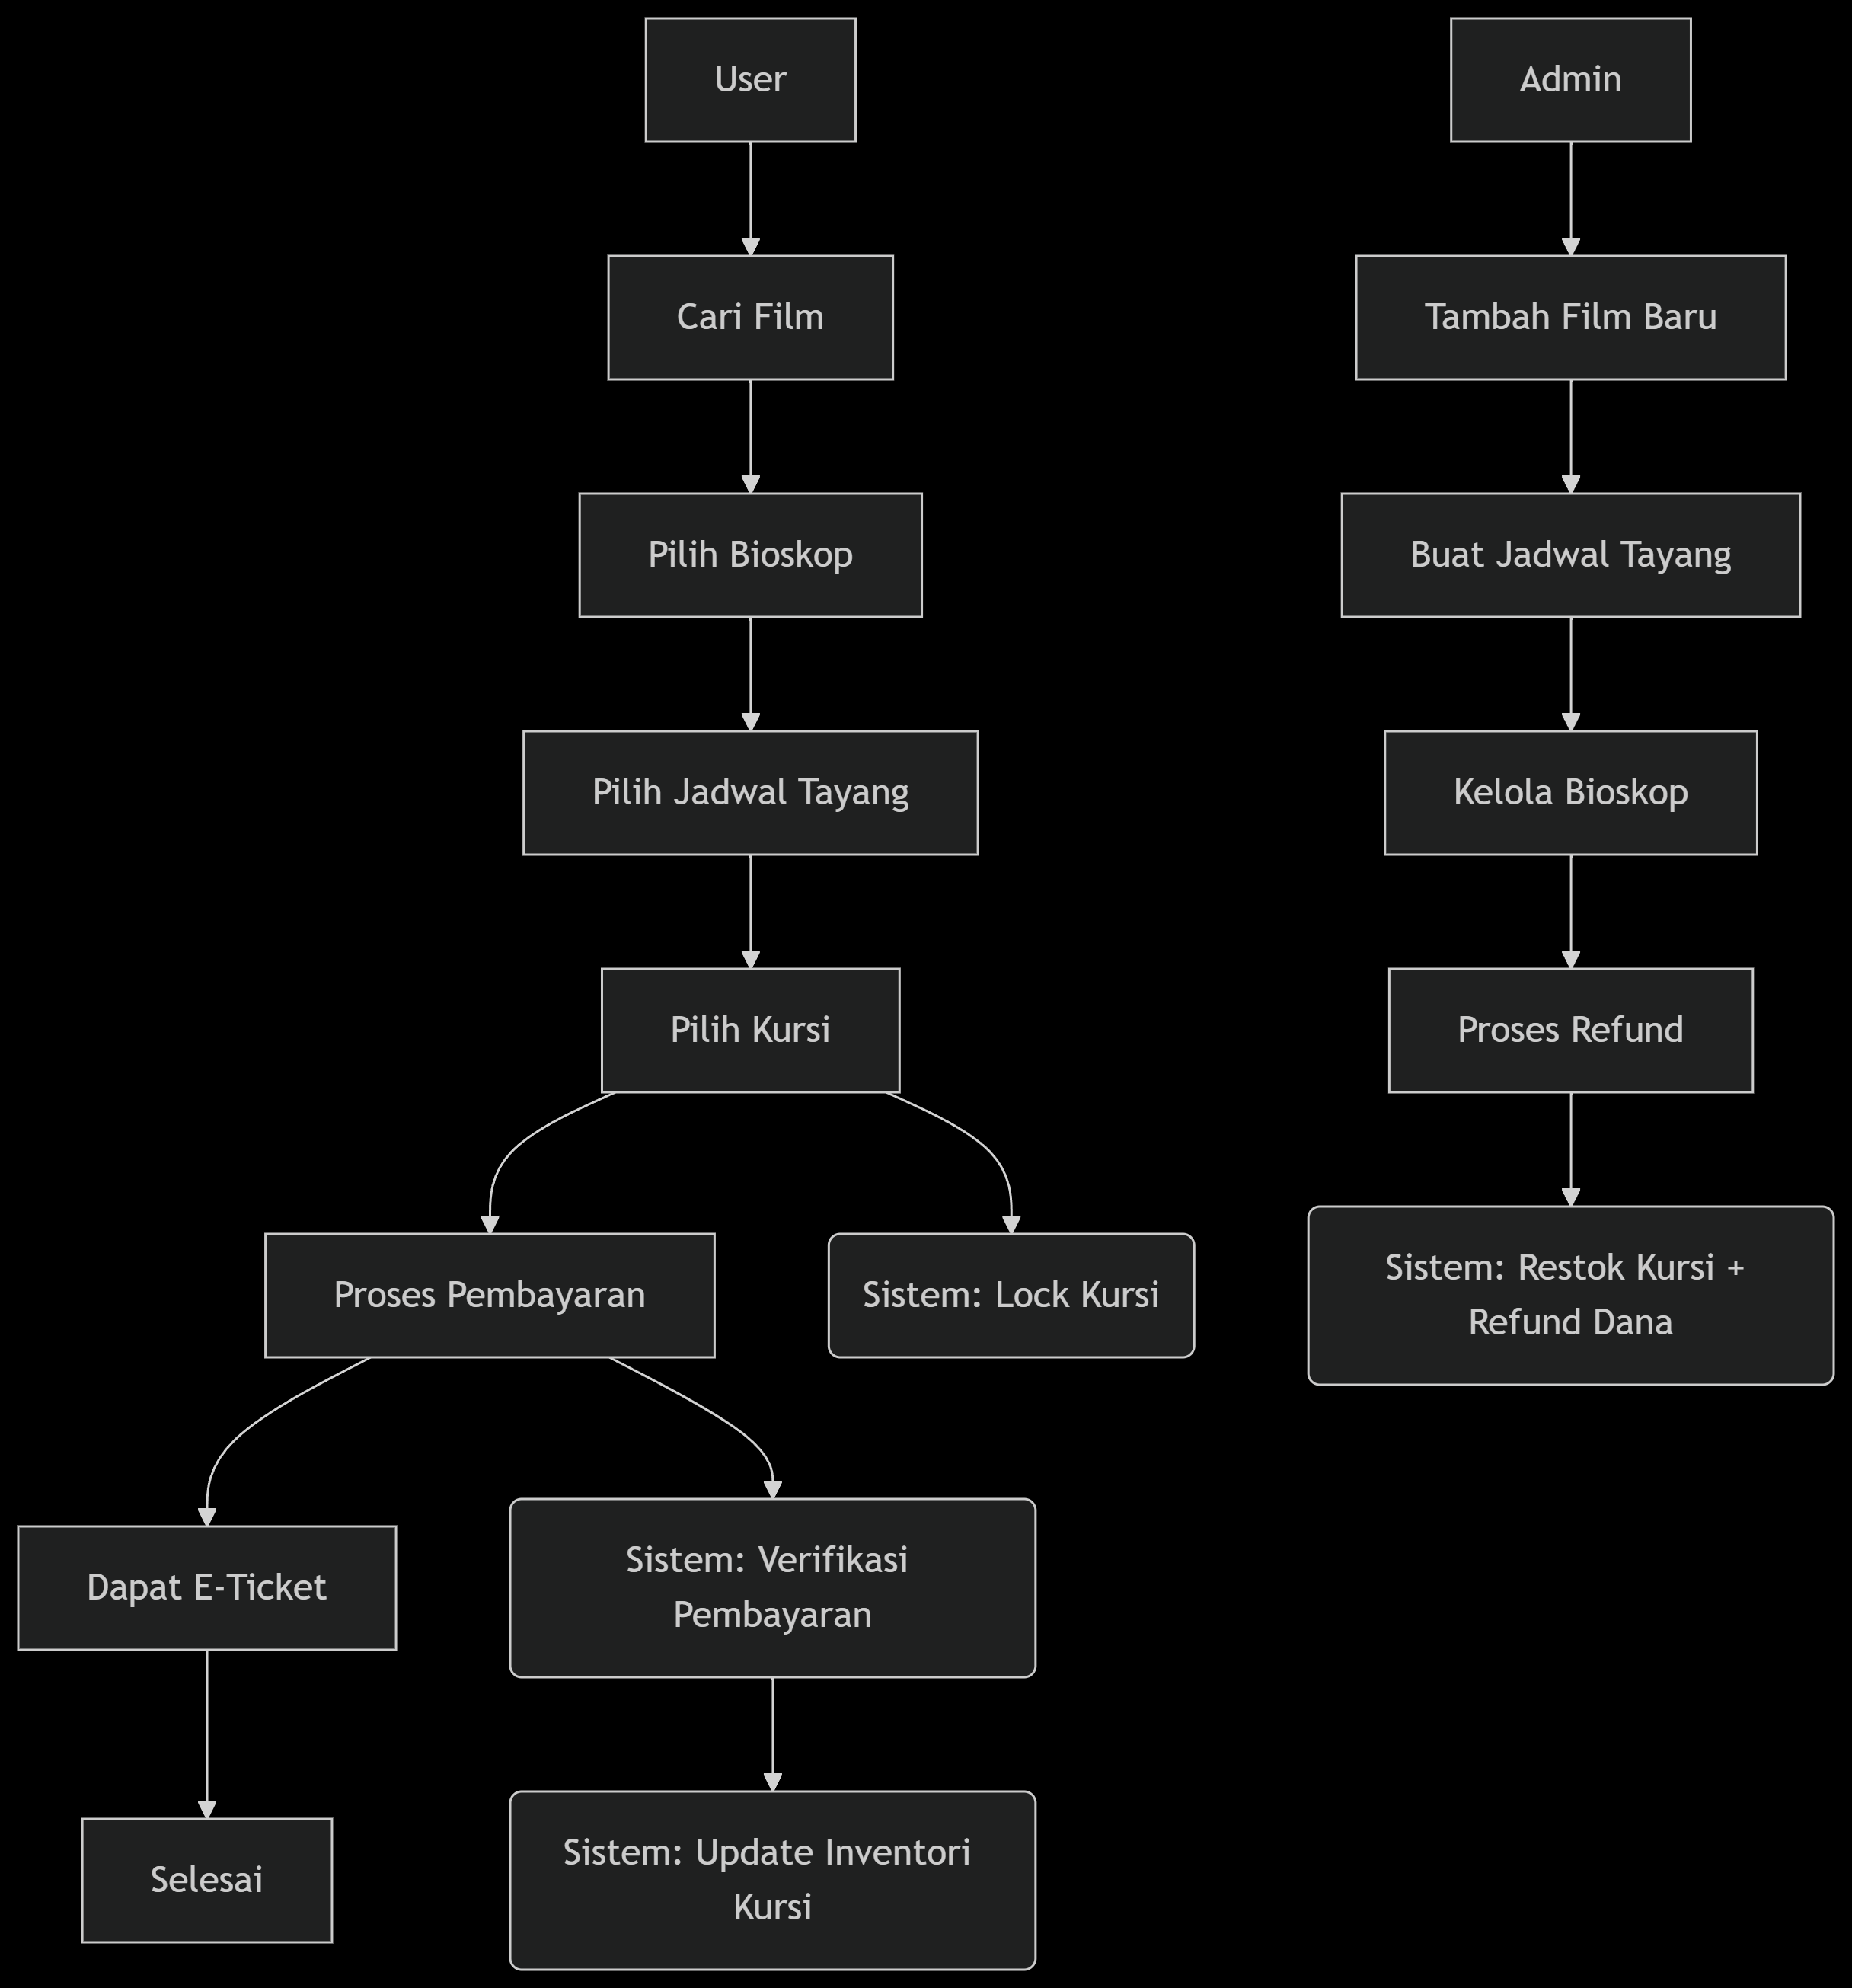 User
Admin
Cari Film
Tambah Film Baru
Pilih Bioskop
Buat Jadwal Tayang
Pilih Jadwal Tayang
Kelola Bioskop
Pilih Kursi
Proses Refund
Proses Pembayaran
Sistem: Lock Kursi
Sistem: Restok Kursi +
Refund Dana
Dapat E-Ticket
Sistem: Verifikasi
Pembayaran
Selesai
Sistem: Update Inventori
Kursi